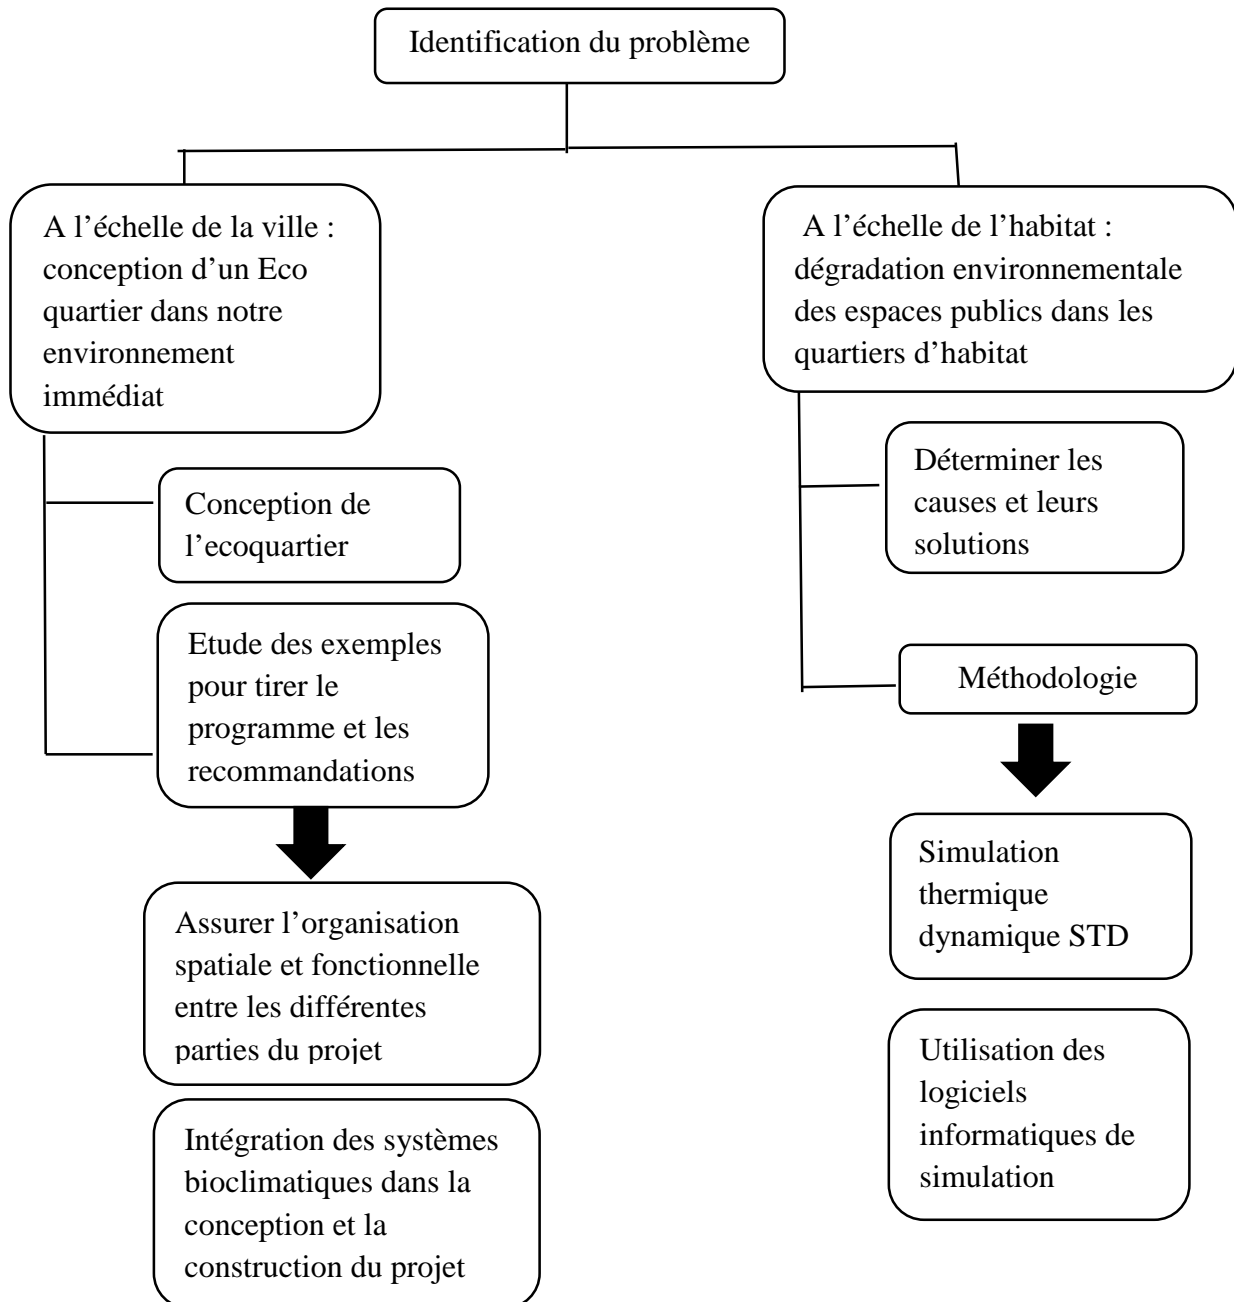 Identification du problème
A l’échelle de la ville :
conception d’un Eco
quartier dans notre
environnement
immédiat
Conception de
l’ecoquartier
Etude des exemples
pour tirer le
programme et les
recommandations
Assurer l’organisation
spatiale et fonctionnelle
entre les différentes
parties du projet
Intégration des systèmes
bioclimatiques dans la
conception et la
construction du projet
A l’échelle de l’habitat :
dégradation environnementale
des espaces publics dans les
quartiers d’habitat
Déterminer les
causes et leurs
solutions
Méthodologie
Simulation
thermique
dynamique STD
Utilisation des
logiciels
informatiques de
simulation